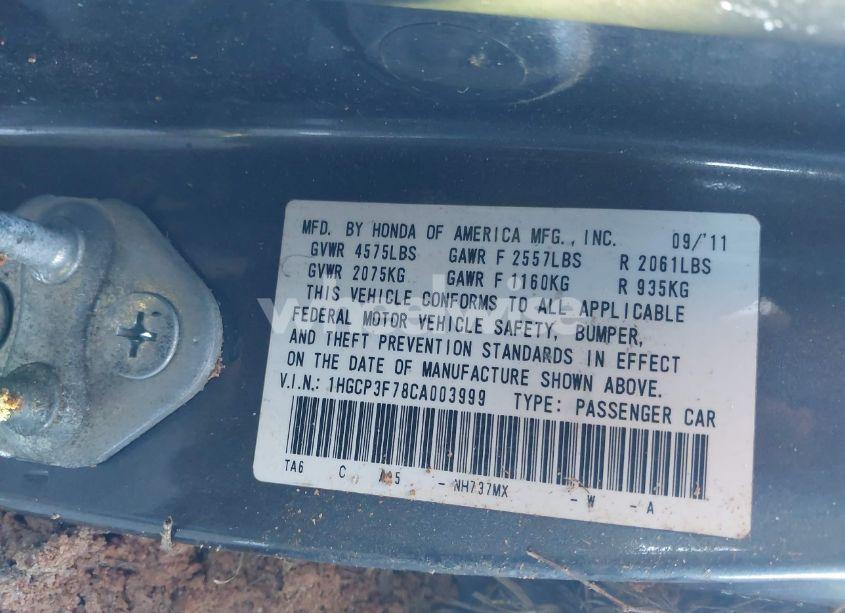 MFD. BY HONDA OF AMERICA MFG., INC. 09/'11
GVWR 4575LBS GAWR F 2557LBS R 2061LBS
GVWR 2075KG GAWR F 1160KG R 935KG
THIS VEHICLE CONFORMS TO ALL APPLICABLE
FEDERAL MOTOR VEHICLE SAFETY, BUMPER,
AND THEFT PREVENTION STANDARDS IN EFFECT
ON THE DATE OF MANUFACTURE SHOWN ABOVE.
V.I.N.: 1HGCP3F78CA003999 TYPE: PASSENGER CAR
TA6 C - NH737MX - W - A